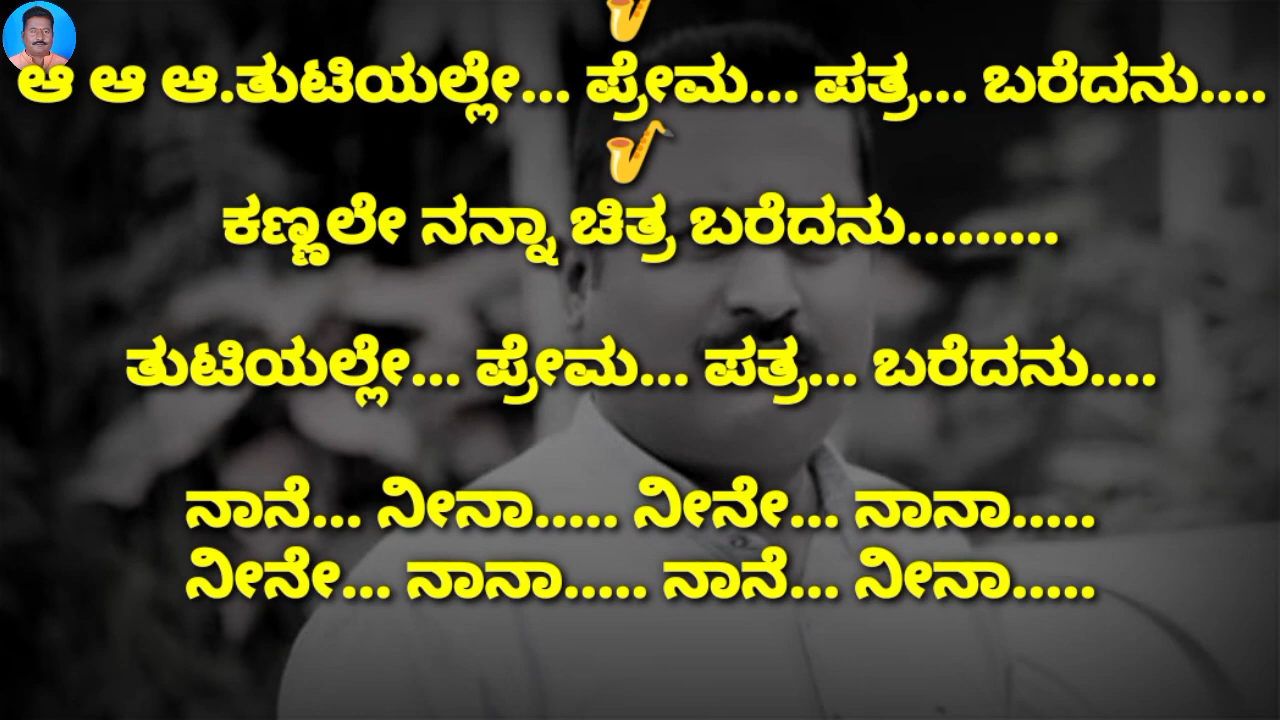 ಆ ಆ ಆ.ತುಟಿಯಲ್ಲೇ... ಪ್ರೇಮ... ಪತ್ರ... ಬರೆದನು....
ಕಣ್ಣಲೇ ನನ್ನಾ ಚಿತ್ರ ಬರೆದನು.........
ತುಟಿಯಲ್ಲೇ... ಪ್ರೇಮ... ಪತ್ರ... ಬರೆದನು....
ನಾನೆ... ನೀನಾ..... ನೀನೇ... ನಾನಾ.....
ನೀನೇ... ನಾನಾ..... ನಾನೆ... ನೀನಾ.....